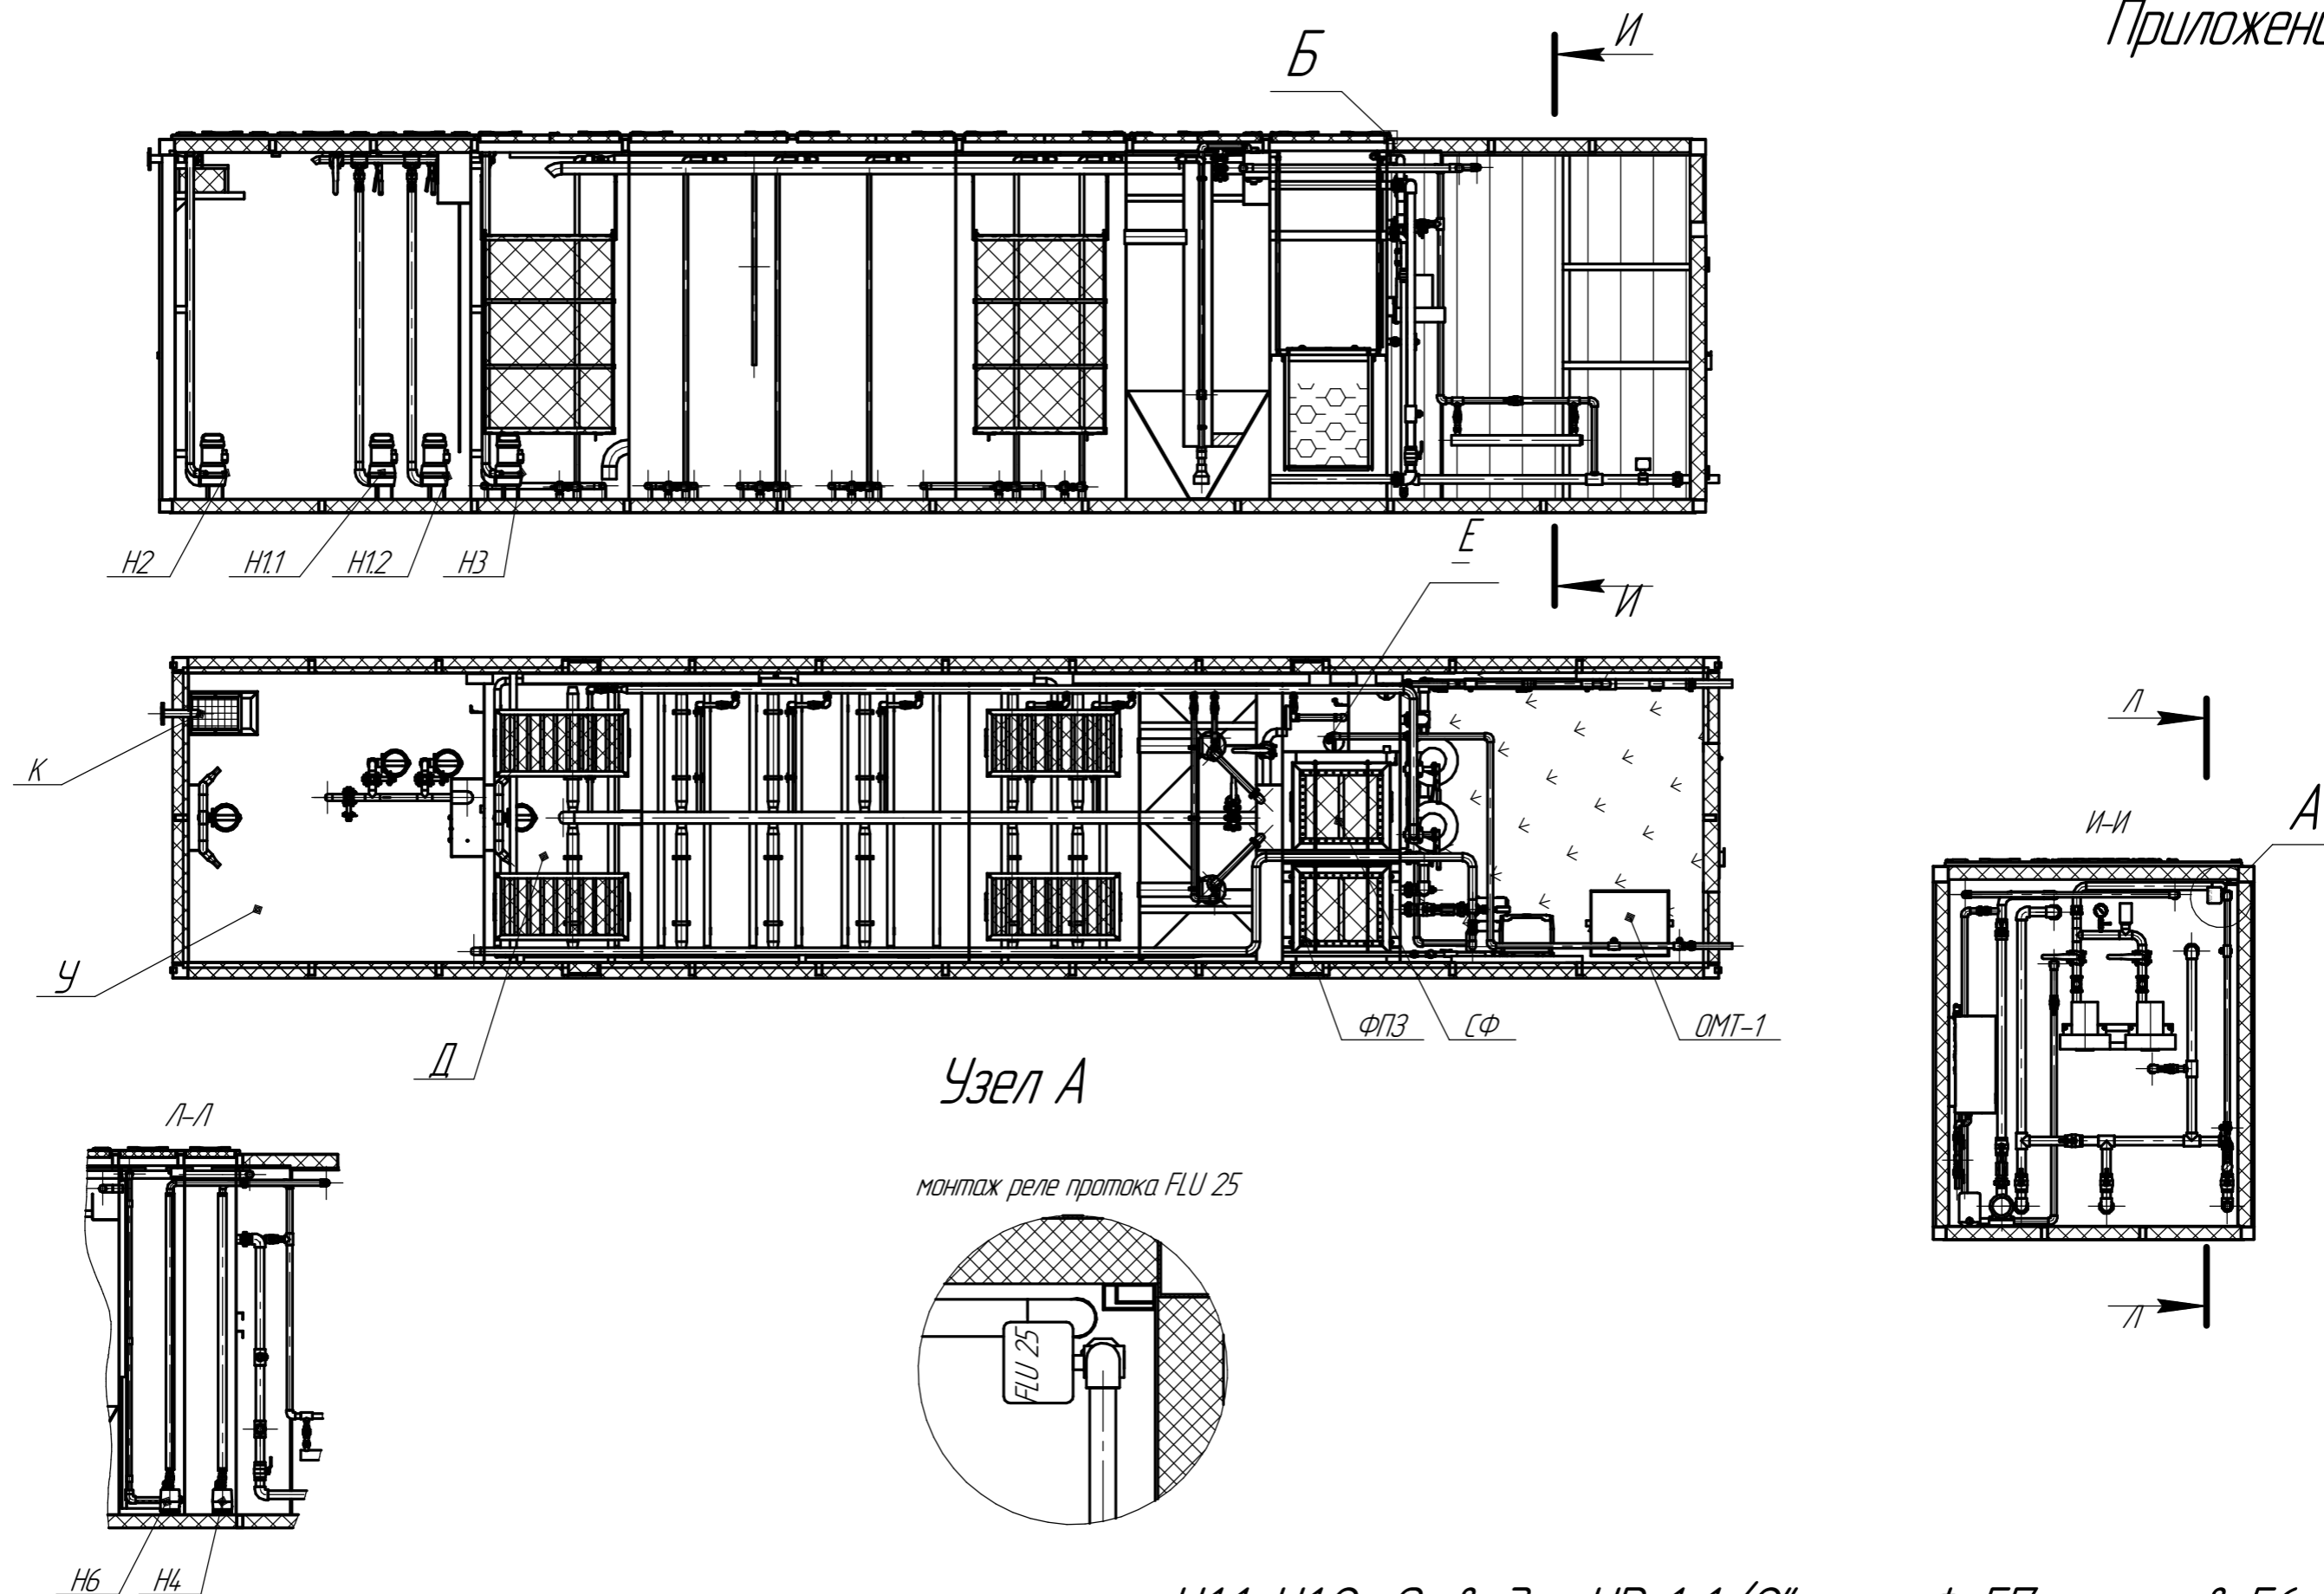 Приложени
И
Б
Н2
Н1.1
Н1.2
Н3
Е
И
К
У
Д
ФПЗ
СФ
ОМТ-1
Л
И-И
А
Л
Узел А
Л-Л
монтаж реле протока FLU 25
FLU 25
Н6
Н4